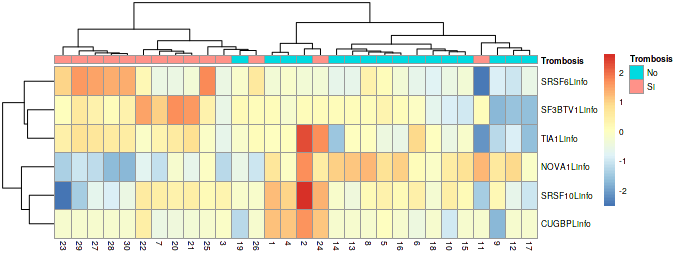 Trombosis
SRSF6Linfo
SF3BTV1Linfo
TIA1Linfo
NOVA1Linfo
SRSF10Linfo
CUGBPLinfo
23 29 27 28 30 22 7 20 21 25 3 19 26 1 4 2 24 14 13 8 5 16 6 18 10 15 11 9 12 17
2
1
0
-1
-2
Trombosis
No
Si